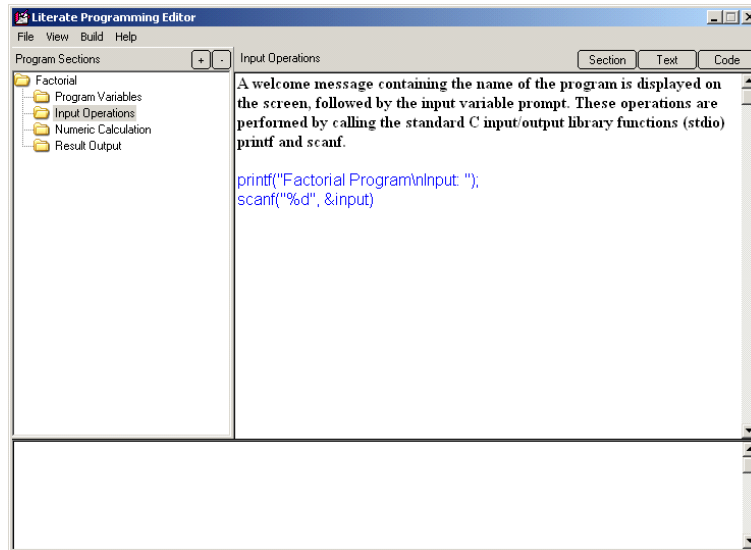 Literate Programming Editor
File View Build Help
Program Sections + - Input Operations Section Text Code
Factorial
Program Variables
Input Operations
Numeric Calculation
Result Output
A welcome message containing the name of the program is displayed on
the screen, followed by the input variable prompt. These operations are
performed by calling the standard C input/output library functions (stdio)
printf and scanf.
printf("Factorial Program\nInput: ");
scanf("%d", &input)